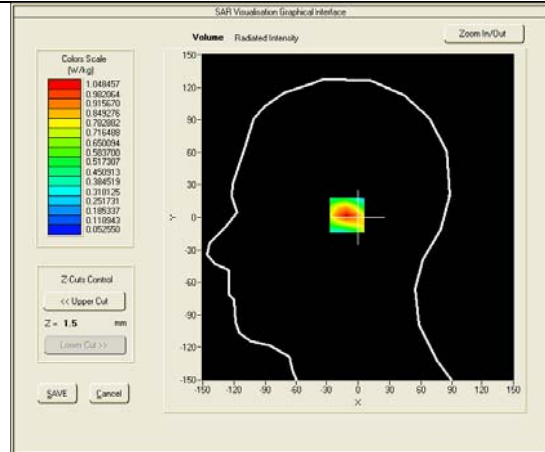 SAR Visualisation Graphical Interface
Volume Radiated Intensity
Zoom In/Out
Colors Scale
(W/kg)
1.048457
0.982064
0.915670
0.849276
0.782882
0.716488
0.650094
0.583700
0.517307
0.450913
0.384519
0.318125
0.251731
0.185337
0.118943
0.052550
Z-Cuts Control
<< Upper Cut
Z = 1.5 mm
Lower Cut >>
SAVE Cancel
150
120
90
60
30
0
-30
-60
-90
-120
-150
Y
-150 -120 -90 -60 -30 0 30 60 90 120 150
X